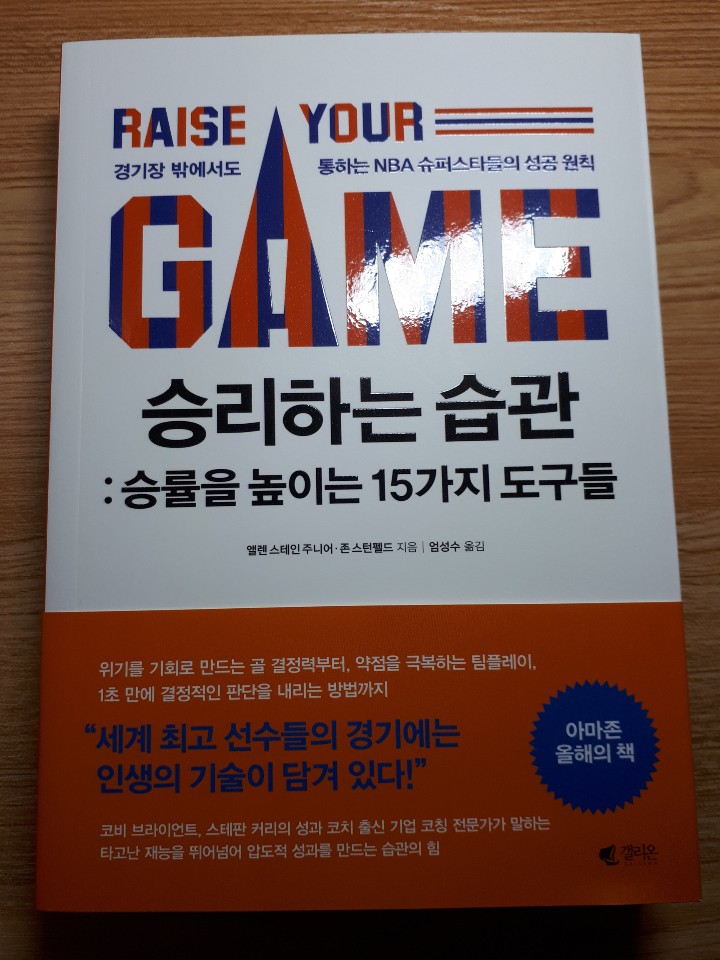 RAISE YOUR
경기장 밖에서도 통하는 NBA 슈퍼스타들의 성공 원칙
GAME
승리하는 습관
: 승률을 높이는 15가지 도구들
앨렌 스테인 주니어·존 스턴펠드 지음 | 엄성수 옮김
위기를 기회로 만드는 골 결정력부터, 약점을 극복하는 팀플레이,
1초 만에 결정적인 판단을 내리는 방법까지
“세계 최고 선수들의 경기에는
인생의 기술이 담겨 있다!”
아마존
올해의 책
코비 브라이언트, 스테판 커리의 성과 코치 출신 기업 코칭 전문가가 말하는
타고난 재능을 뛰어넘어 압도적 성과를 만드는 습관의 힘
갤리온